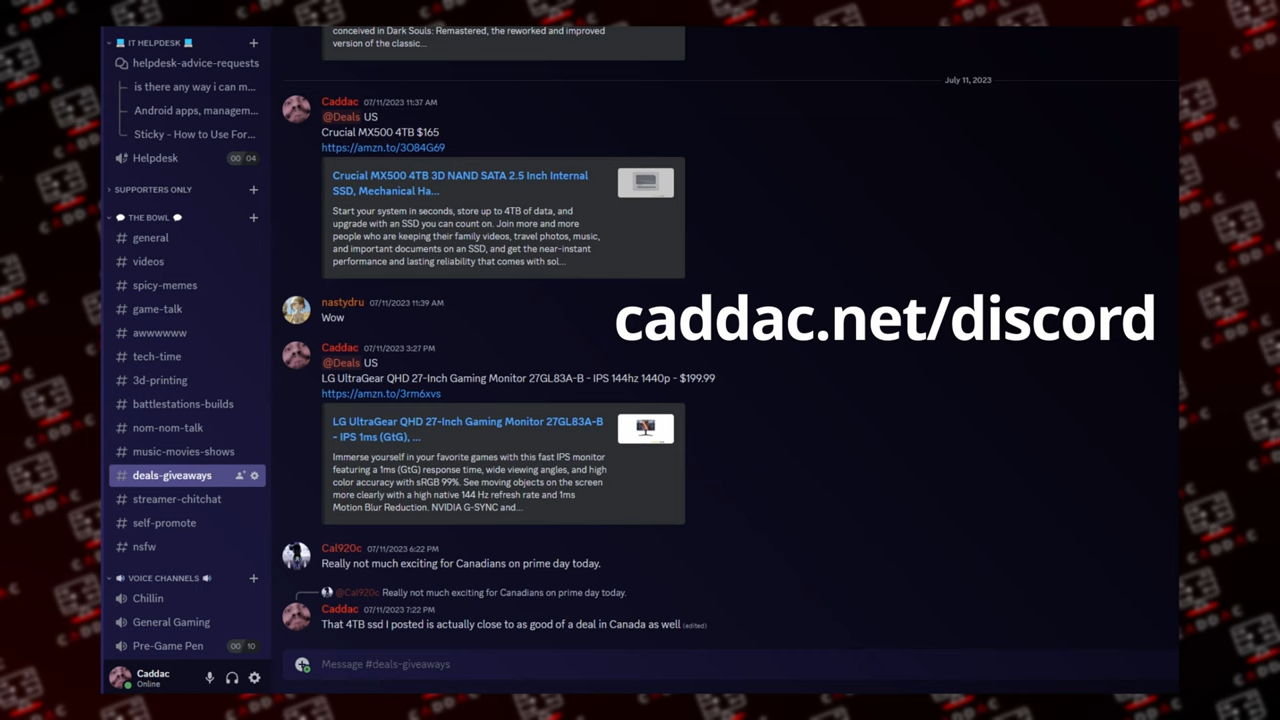 IT HELPDESK
helpdesk-advice-requests
is there any way i can m...
Android apps, managem...
Sticky - How to Use For...
Helpdesk 00 04
SUPPORTERS ONLY
THE BOWL
# general
# videos
# spicy-memes
# game-talk
# awwwwww
# tech-time
# 3d-printing
# battlestations-builds
# nom-nom-talk
# music-movies-shows
# deals-giveaways
# streamer-chitchat
# self-promote
# nsfw
VOICE CHANNELS
Chillin
General Gaming
Pre-Game Pen 00 10
Caddac
Online
conceived in Dark Souls: Remastered, the reworked and improved
version of the classic...
July 11, 2023
Caddac 07/11/2023 11:37 AM
@Deals US
Crucial MX500 4TB $165
https://amzn.to/3O84G69
Crucial MX500 4TB 3D NAND SATA 2.5 Inch Internal
SSD, Mechanical Ha...
Start your system in seconds, store up to 4TB of data, and
upgrade with an SSD you can count on. Join more and more
people who are keeping their family videos, travel photos, music,
and important documents on an SSD, and get the near-instant
performance and lasting reliability that comes with sol...
nastydru 07/11/2023 11:39 AM
Wow
caddac.net/discord
Caddac 07/11/2023 3:27 PM
@Deals US
LG UltraGear QHD 27-Inch Gaming Monitor 27GL83A-B - IPS 144hz 1440p - $199.99
https://amzn.to/3rm6xvs
LG UltraGear QHD 27-Inch Gaming Monitor 27GL83A-B
- IPS 1ms (GtG), ...
Immerse yourself in your favorite games with this fast IPS monitor
featuring a 1ms (GtG) response time, wide viewing angles, and high
color accuracy with sRGB 99%. See moving objects on the screen
more clearly with a high native 144 Hz refresh rate and 1ms
Motion Blur Reduction. NVIDIA G-SYNC and...
Cal920c 07/11/2023 6:22 PM
Really not much exciting for Canadians on prime day today.
@Cal920c Really not much exciting for Canadians on prime day today.
Caddac 07/11/2023 7:22 PM
That 4TB ssd I posted is actually close to as good of a deal in Canada as well (edited)
Message #deals-giveaways